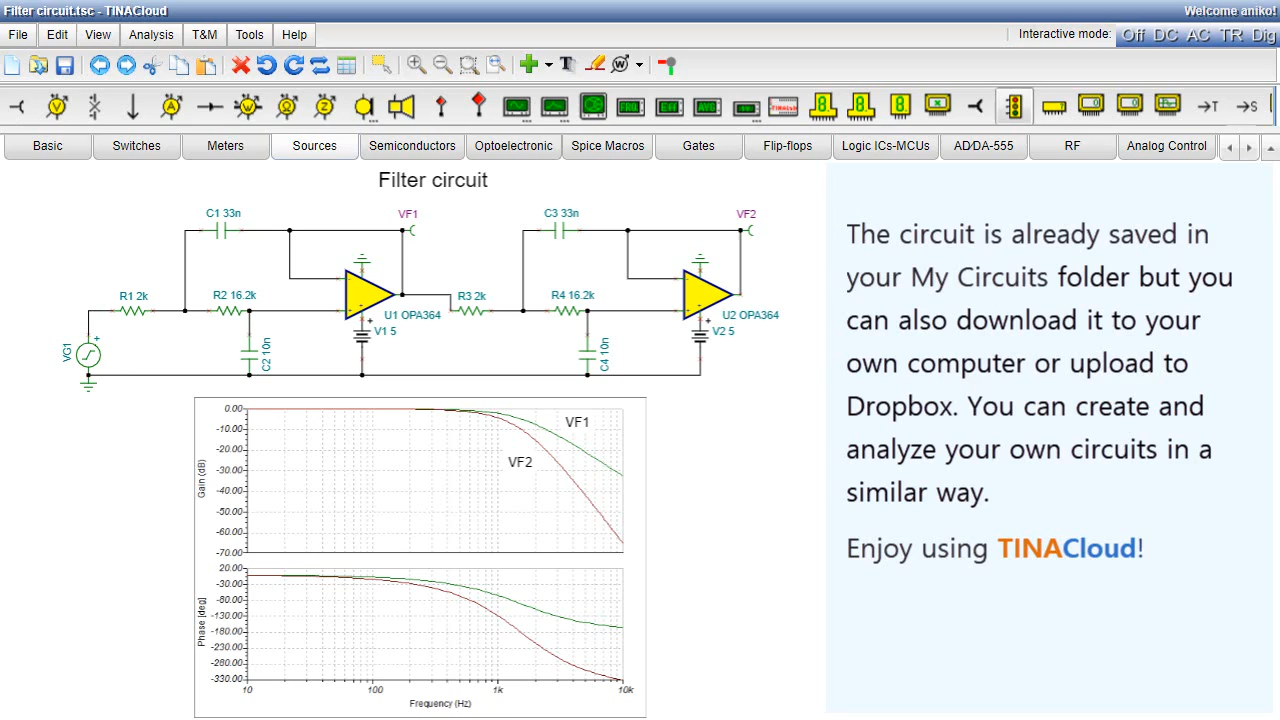 Filter circuit.tsc - TINACloud
Welcome aniko!
File Edit View Analysis T&M Tools Help
Interactive mode: Off DC AC TR Dig
Basic Switches Meters Sources Semiconductors Optoelectronic Spice Macros Gates Flip-flops Logic ICs-MCUs AD/DA-555 RF Analog Control
Filter circuit
C1 33n
VF1
C3 33n
VF2
R1 2k
R2 16.2k
R3 2k
R4 16.2k
U1 OPA364
U2 OPA364
V1 5
V2 5
VG1
C2 10n
C4 10n
0.00
-10.00
-20.00
-30.00
-40.00
-50.00
-60.00
-70.00
Gain (dB)
VF1
VF2
20.00
-30.00
-80.00
-130.00
-180.00
-230.00
-280.00
-330.00
Phase [deg]
10 100 1k 10k
Frequency (Hz)
The circuit is already saved in
your My Circuits folder but you
can also download it to your
own computer or upload to
Dropbox. You can create and
analyze your own circuits in a
similar way.
Enjoy using TINACloud!